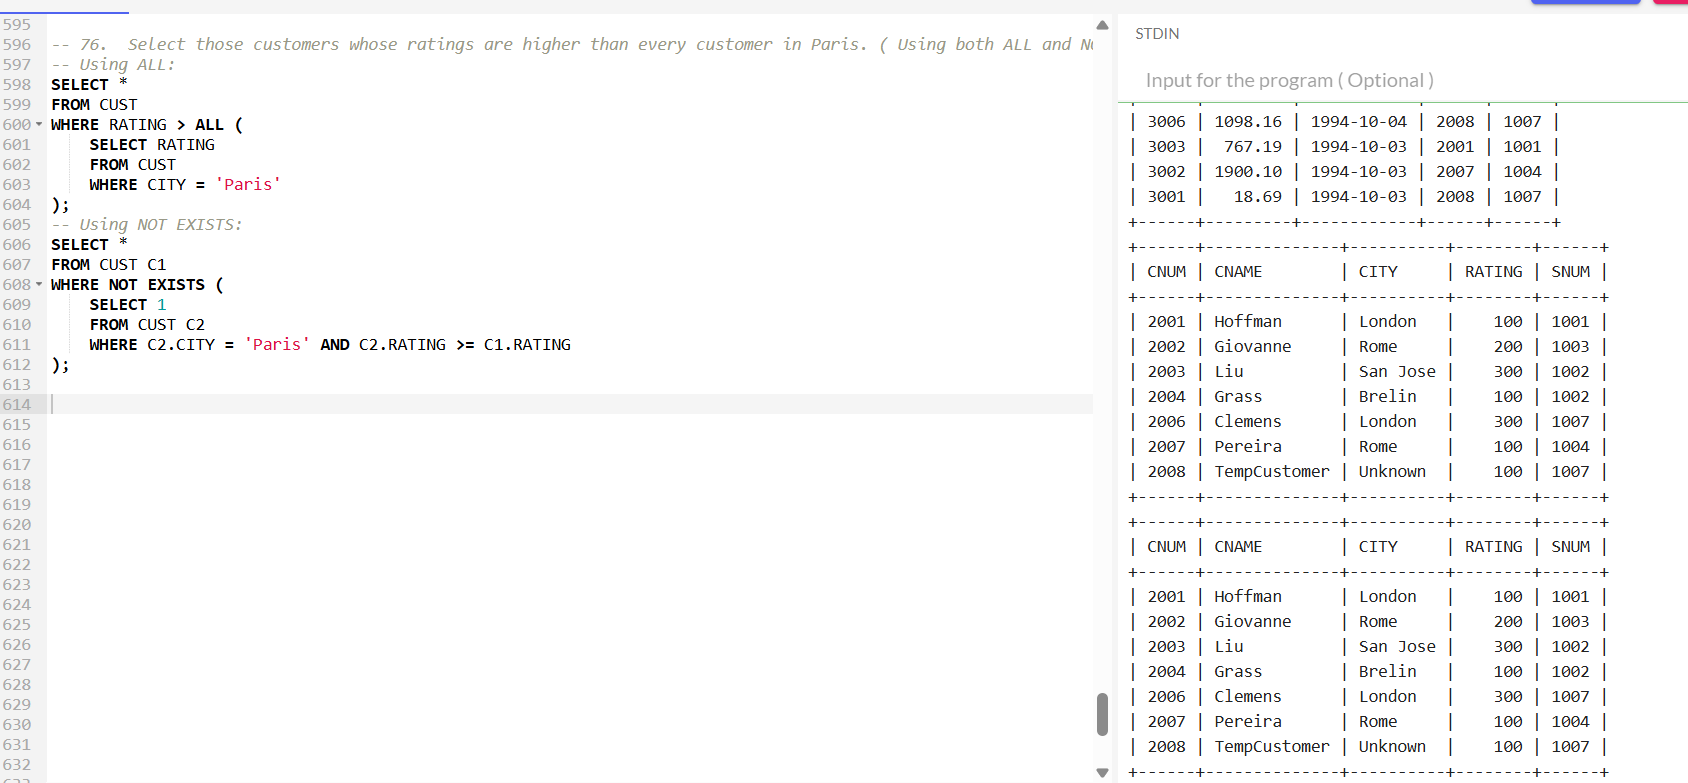 595
596 -- 76.  Select those customers whose ratings are higher than every customer in Paris. ( Using both ALL and
597 -- Using ALL:
598 SELECT *
599 FROM CUST
600 WHERE RATING > ALL (
601     SELECT RATING
602     FROM CUST
603     WHERE CITY = 'Paris'
604 );
605 -- Using NOT EXISTS:
606 SELECT *
607 FROM CUST C1
608 WHERE NOT EXISTS (
609     SELECT 1
610     FROM CUST C2
611     WHERE C2.CITY = 'Paris' AND C2.RATING >= C1.RATING
612 );
613
614
615
616
617
618
619
620
621
622
623
624
625
626
627
628
629
630
631
632
STDIN
Input for the program ( Optional )
| 3006 | 1098.16 | 1994-10-04 | 2008 | 1007 |
| 3003 |  767.19 | 1994-10-03 | 2001 | 1001 |
| 3002 | 1900.10 | 1994-10-03 | 2007 | 1004 |
| 3001 |   18.69 | 1994-10-03 | 2008 | 1007 |
+------+---------+------------+------+------+
+------+--------------+----------+--------+------+
| CNUM | CNAME        | CITY     | RATING | SNUM |
+------+--------------+----------+--------+------+
| 2001 | Hoffman      | London   |    100 | 1001 |
| 2002 | Giovanne     | Rome     |    200 | 1003 |
| 2003 | Liu          | San Jose |    300 | 1002 |
| 2004 | Grass        | Brelin   |    100 | 1002 |
| 2006 | Clemens      | London   |    300 | 1007 |
| 2007 | Pereira      | Rome     |    100 | 1004 |
| 2008 | TempCustomer | Unknown  |    100 | 1007 |
+------+--------------+----------+--------+------+
+------+--------------+----------+--------+------+
| CNUM | CNAME        | CITY     | RATING | SNUM |
+------+--------------+----------+--------+------+
| 2001 | Hoffman      | London   |    100 | 1001 |
| 2002 | Giovanne     | Rome     |    200 | 1003 |
| 2003 | Liu          | San Jose |    300 | 1002 |
| 2004 | Grass        | Brelin   |    100 | 1002 |
| 2006 | Clemens      | London   |    300 | 1007 |
| 2007 | Pereira      | Rome     |    100 | 1004 |
| 2008 | TempCustomer | Unknown  |    100 | 1007 |
+------+--------------+----------+--------+------+